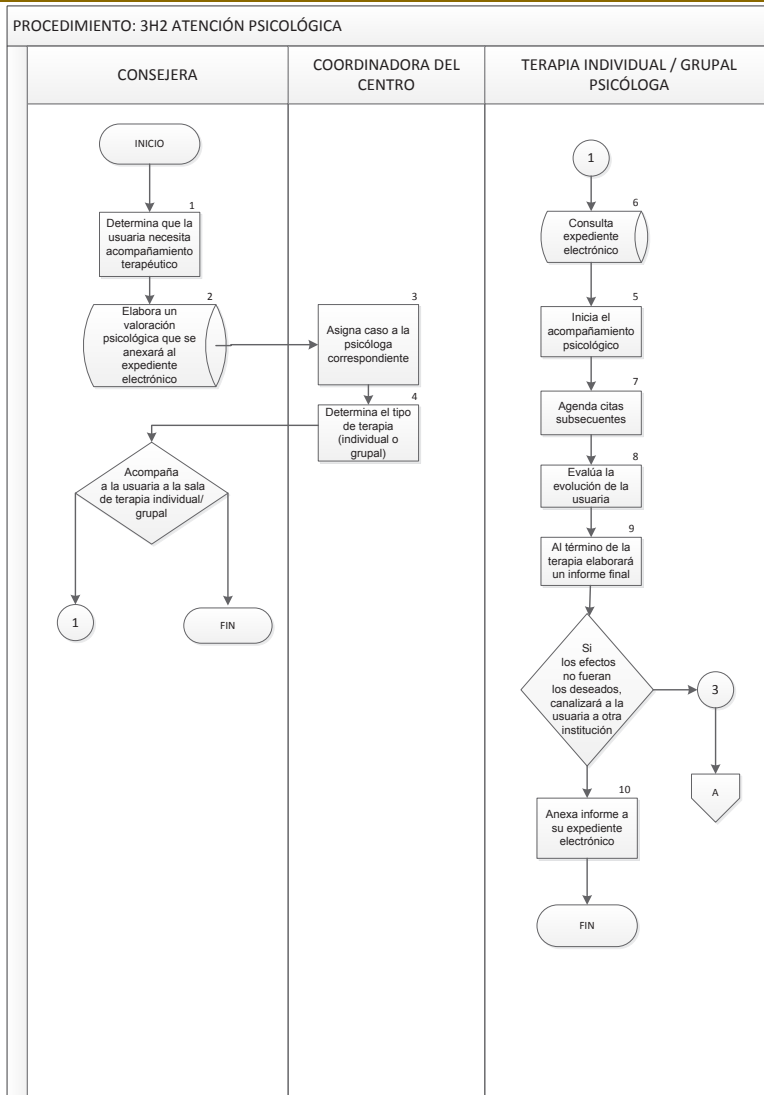 PROCEDIMIENTO: 3H2 ATENCIÓN PSICOLÓGICA
CONSEJERA
COORDINADORA DEL
CENTRO
TERAPIA INDIVIDUAL / GRUPAL
PSICÓLOGA
INICIO
1
Determina que la
usuaria necesita
acompañamiento
terapéutico
2
Elabora un
valoración
psicológica que se
anexará al
expediente
electrónico
3
Asigna caso a la
psicóloga
correspondiente
4
Determina el tipo
de terapia
(individual o
grupal)
Acompaña
a la usuaria a la sala
de terapia individual/
grupal
1
FIN
1
6
Consulta
expediente
electrónico
5
Inicia el
acompañamiento
psicológico
7
Agenda citas
subsecuentes
8
Evalúa la
evolución de la
usuaria
9
Al término de la
terapia elaborará
un informe final
Si
los efectos
no fueran
los deseados,
canalizará a la
usuaria a otra
institución
3
A
10
Anexa informe a
su expediente
electrónico
FIN